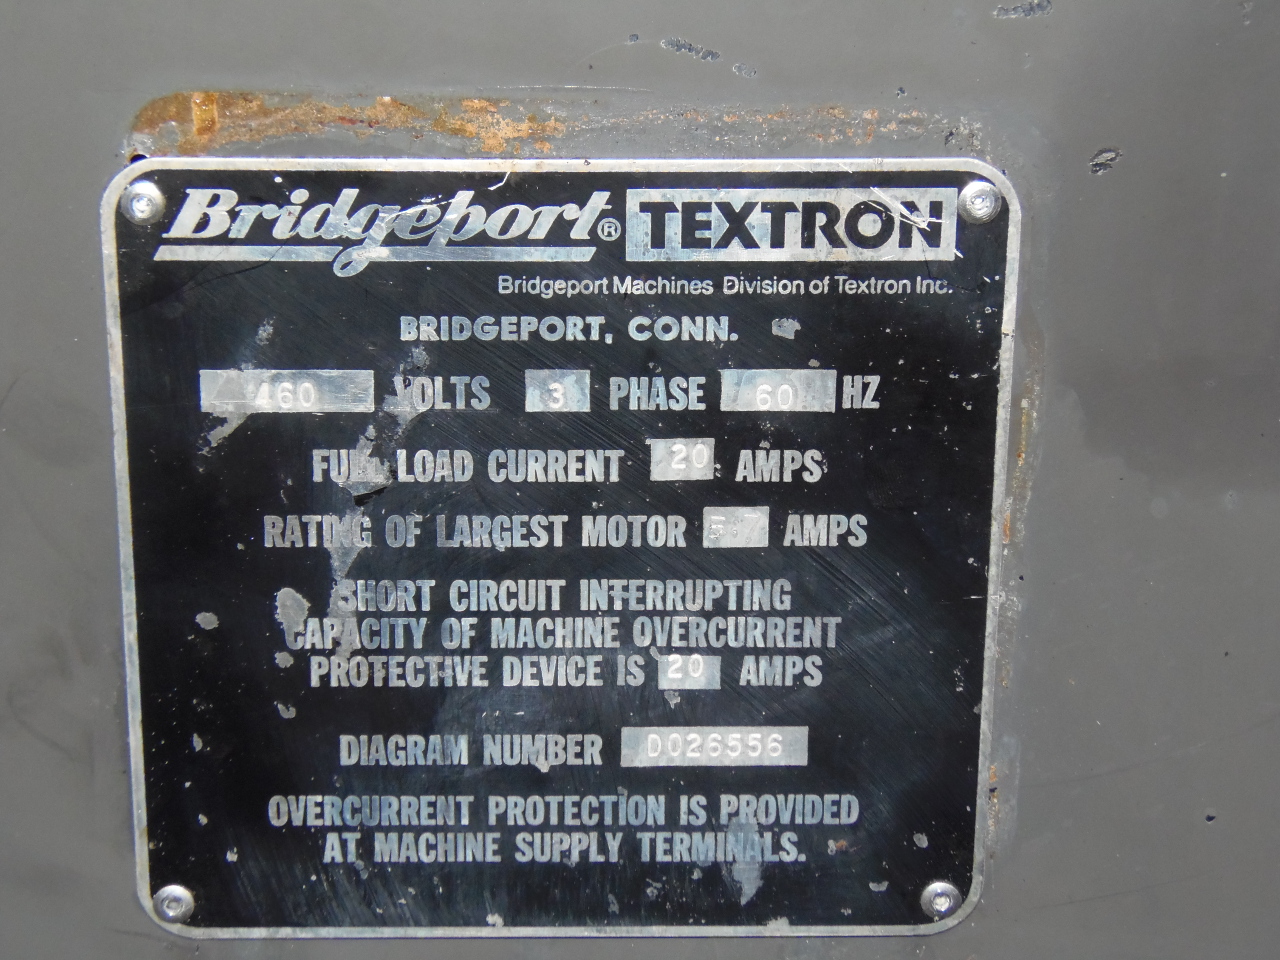 Bridgeport® TEXTRON
Bridgeport Machines Division of Textron Inc.
BRIDGEPORT, CONN.
460 VOLTS 3 PHASE 60 HZ
FULL LOAD CURRENT 20 AMPS
RATING OF LARGEST MOTOR AMPS
SHORT CIRCUIT INTERRUPTING
CAPACITY OF MACHINE OVERCURRENT
PROTECTIVE DEVICE IS 20 AMPS
DIAGRAM NUMBER D026556
OVERCURRENT PROTECTION IS PROVIDED
AT MACHINE SUPPLY TERMINALS.